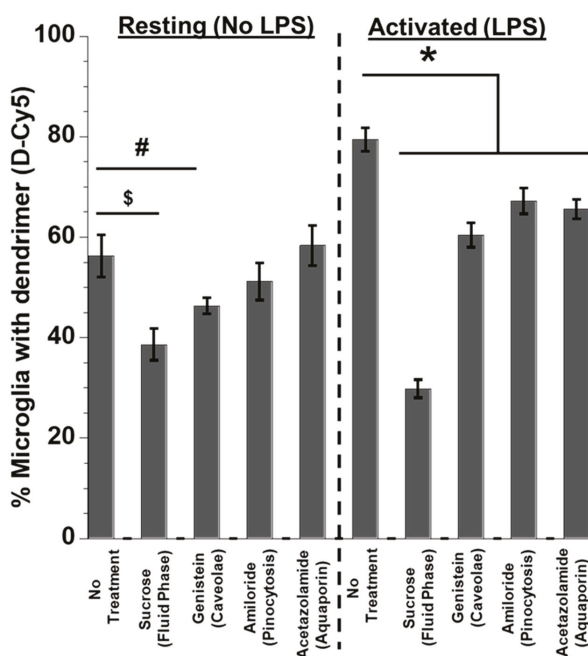 Resting (No LPS)
Activated (LPS)
% Microglia with dendrimer (D-Cy5)
100
80
60
40
20
0
#
$
*
No
Treatment
Sucrose
(Fluid Phase)
Genistein
(Caveolae)
Amiloride
(Pinocytosis)
Acetazolamide
(Aquaporin)
No
Treatment
Sucrose
(Fluid Phase)
Genistein
(Caveolae)
Amiloride
(Pinocytosis)
Acetazolamide
(Aquaporin)